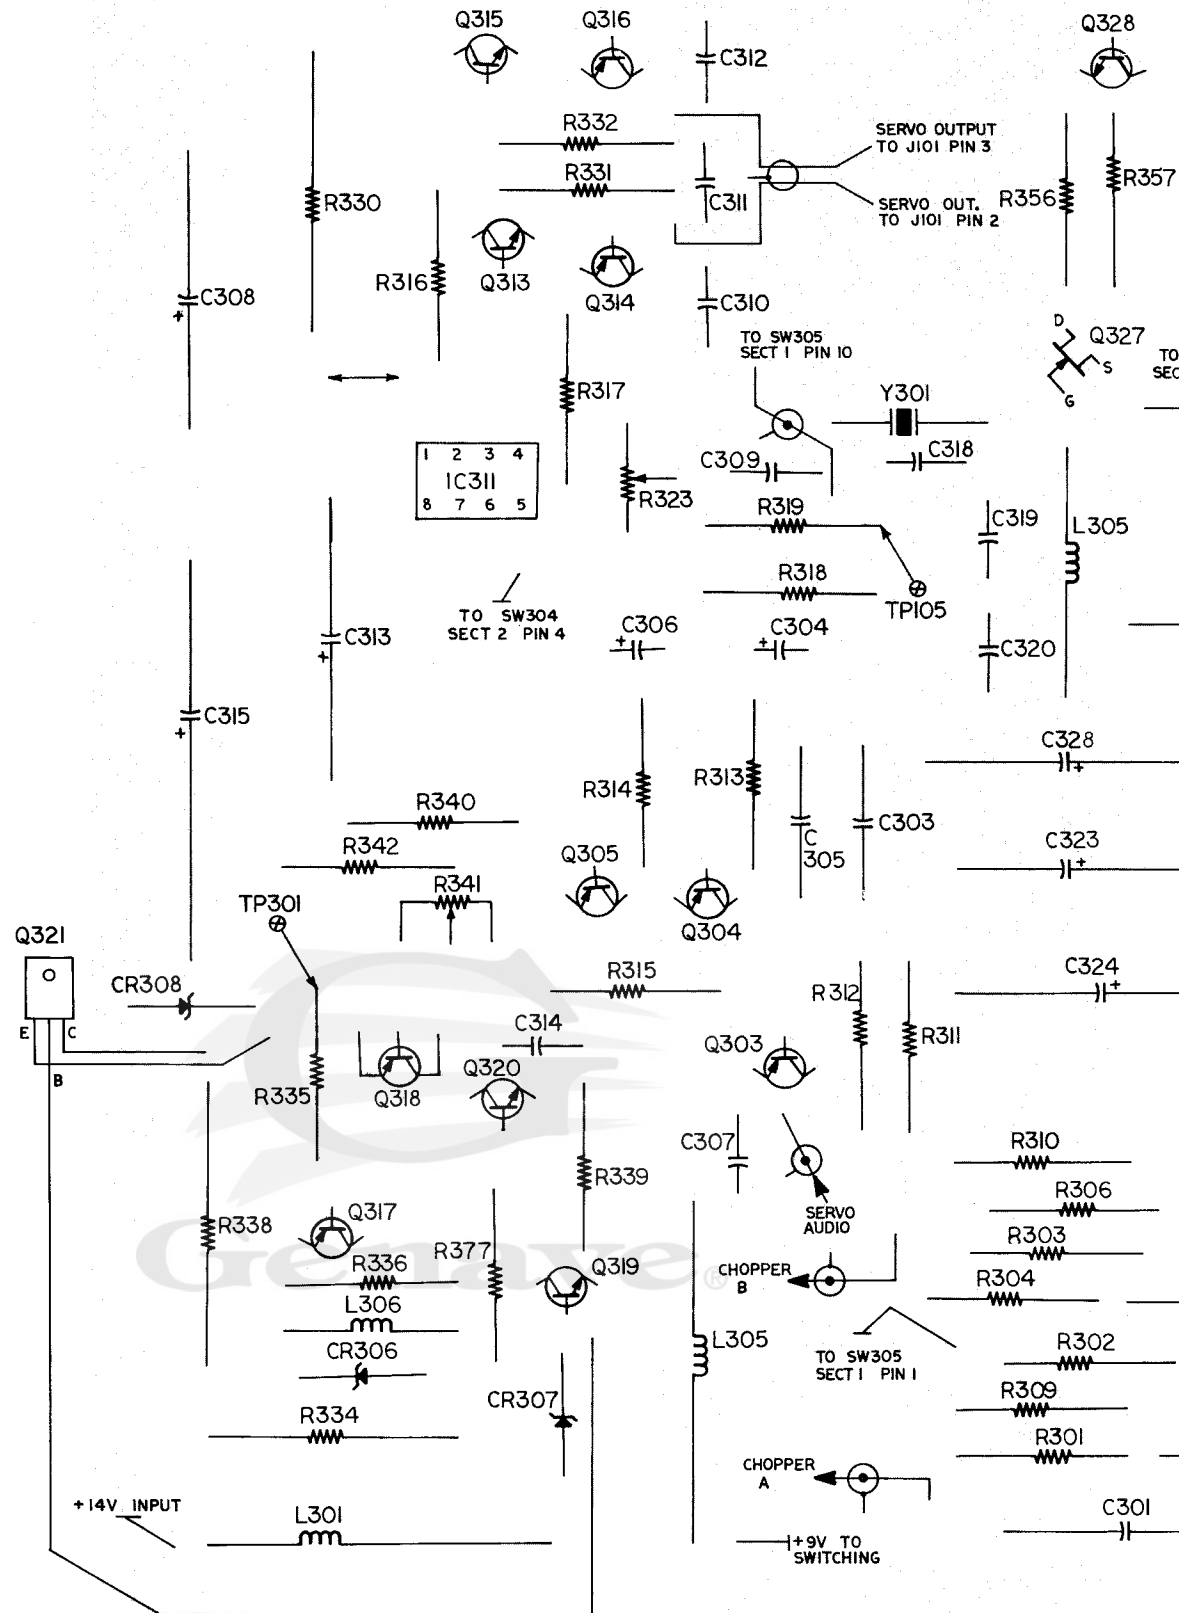 Q315
Q316
Q328
C312
R332
SERVO OUTPUT
TO J101 PIN 3
R331
R330
C311
SERVO OUT.
TO J101 PIN 2
R356
R357
R316
Q313
Q314
C308
+
C310
TO SW305
SECT 1 PIN 10
D
Q327
S
G
TO
SEC
R317
Y301
1 2 3 4
IC311
8 7 6 5
C309
C318
R323
R319
C319
L305
R318
TP105
TO SW304
SECT 2 PIN 4
C313
+
C306
+
C304
+
C320
C315
+
C328
+
R314
R313
R340
C303
C
305
C323
+
R342
Q305
R341
TP301
Q304
Q321
R315
C324
+
CR308
R312
R311
E
C
B
C314
Q303
R335
Q318
Q320
C307
R310
R339
R306
SERVO
AUDIO
R338
Q317
R303
R377
R336
Q319
CHOPPER
B
R304
Genave®
L306
L305
CR306
TO SW305
SECT 1 PIN 1
R302
CR307
R309
R334
R301
CHOPPER
A
+14V INPUT
L301
C301
+9V TO
SWITCHING